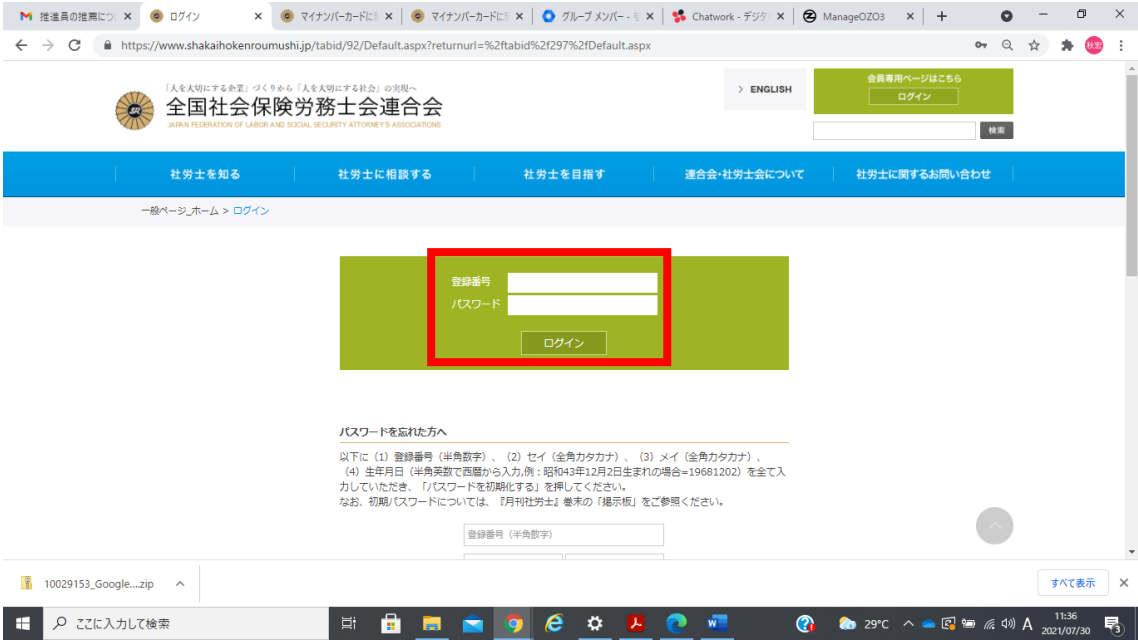 推進員の推薦につ
ログイン
マイナンバーカードに
マイナンバーカードに
グループ メンバー -
Chatwork - デジタ
ManageOZO3
https://www.shakaihokenroumushi.jp/tabid/92/Default.aspx?returnurl=%2ftabid%2f297%2fDefault.aspx
秋宏
「人を大切にする企業」づくりから「人を大切にする社会」の実現へ
SR
全国社会保険労務士会連合会
JAPAN FEDERATION OF LABOR AND SOCIAL SECURITY ATTORNEY'S ASSOCIATIONS
> ENGLISH
会員専用ページはこちら
ログイン
検索
社労士を知る
社労士に相談する
社労士を目指す
連合会・社労士会について
社労士に関するお問い合わせ
一般ページ_ホーム > ログイン
登録番号
パスワード
ログイン
パスワードを忘れた方へ
以下に（1）登録番号（半角数字）、（2）セイ（全角カタカナ）、（3）メイ（全角カタカナ）、
（4）生年月日（半角英数で西暦から入力,例：昭和43年12月2日生まれの場合=19681202）を全て入
力していただき、「パスワードを初期化する」を押してください。
なお、初期パスワードについては、『月刊社労士』巻末の「掲示板」をご参照ください。
登録番号（半角数字）
10029153_Google....zip
すべて表示
ここに入力して検索
29°C
A
11:36
2021/07/30
3